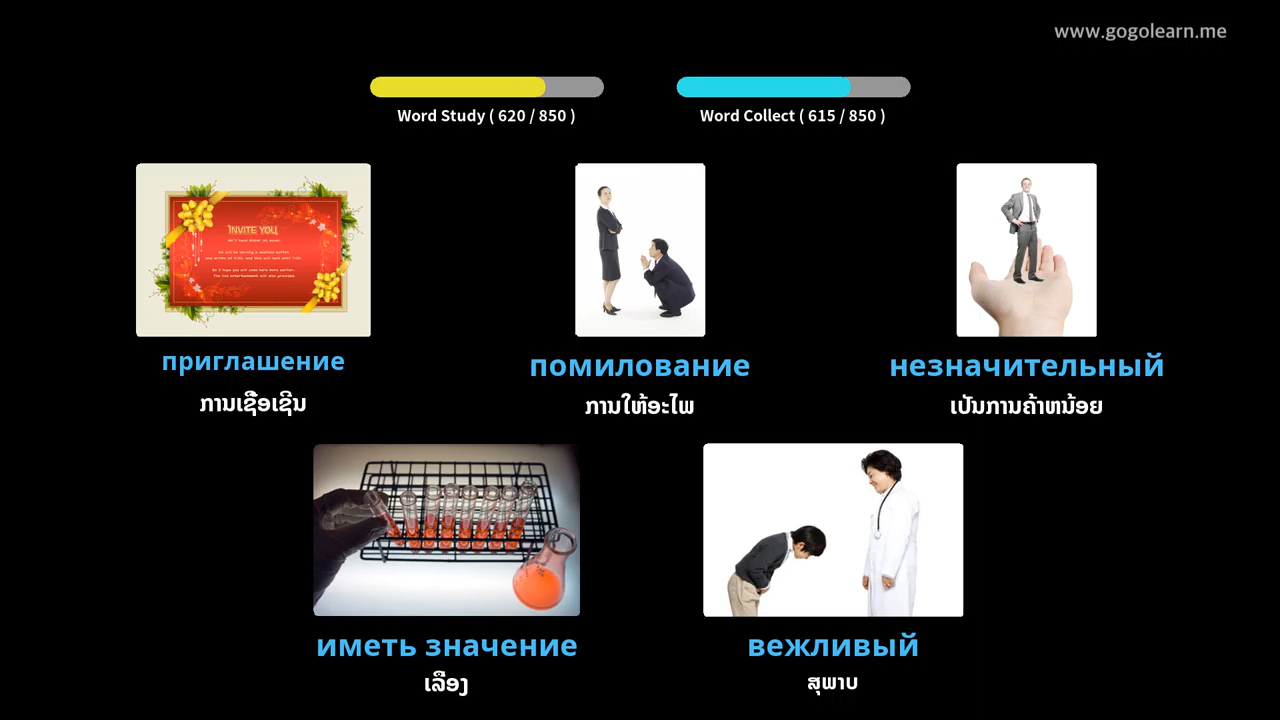 www.gogolearn.me
Word Study ( 620 / 850 )
Word Collect ( 615 / 850 )
INVITE YOU
приглашение
ການເຊື້ອເຊີນ
помилование
ການໃຫ້ອະໄພ
незначительный
ເປັນການຄ້າຫນ້ອຍ
иметь значение
ເລື່ອງ
вежливый
ສຸພາບ